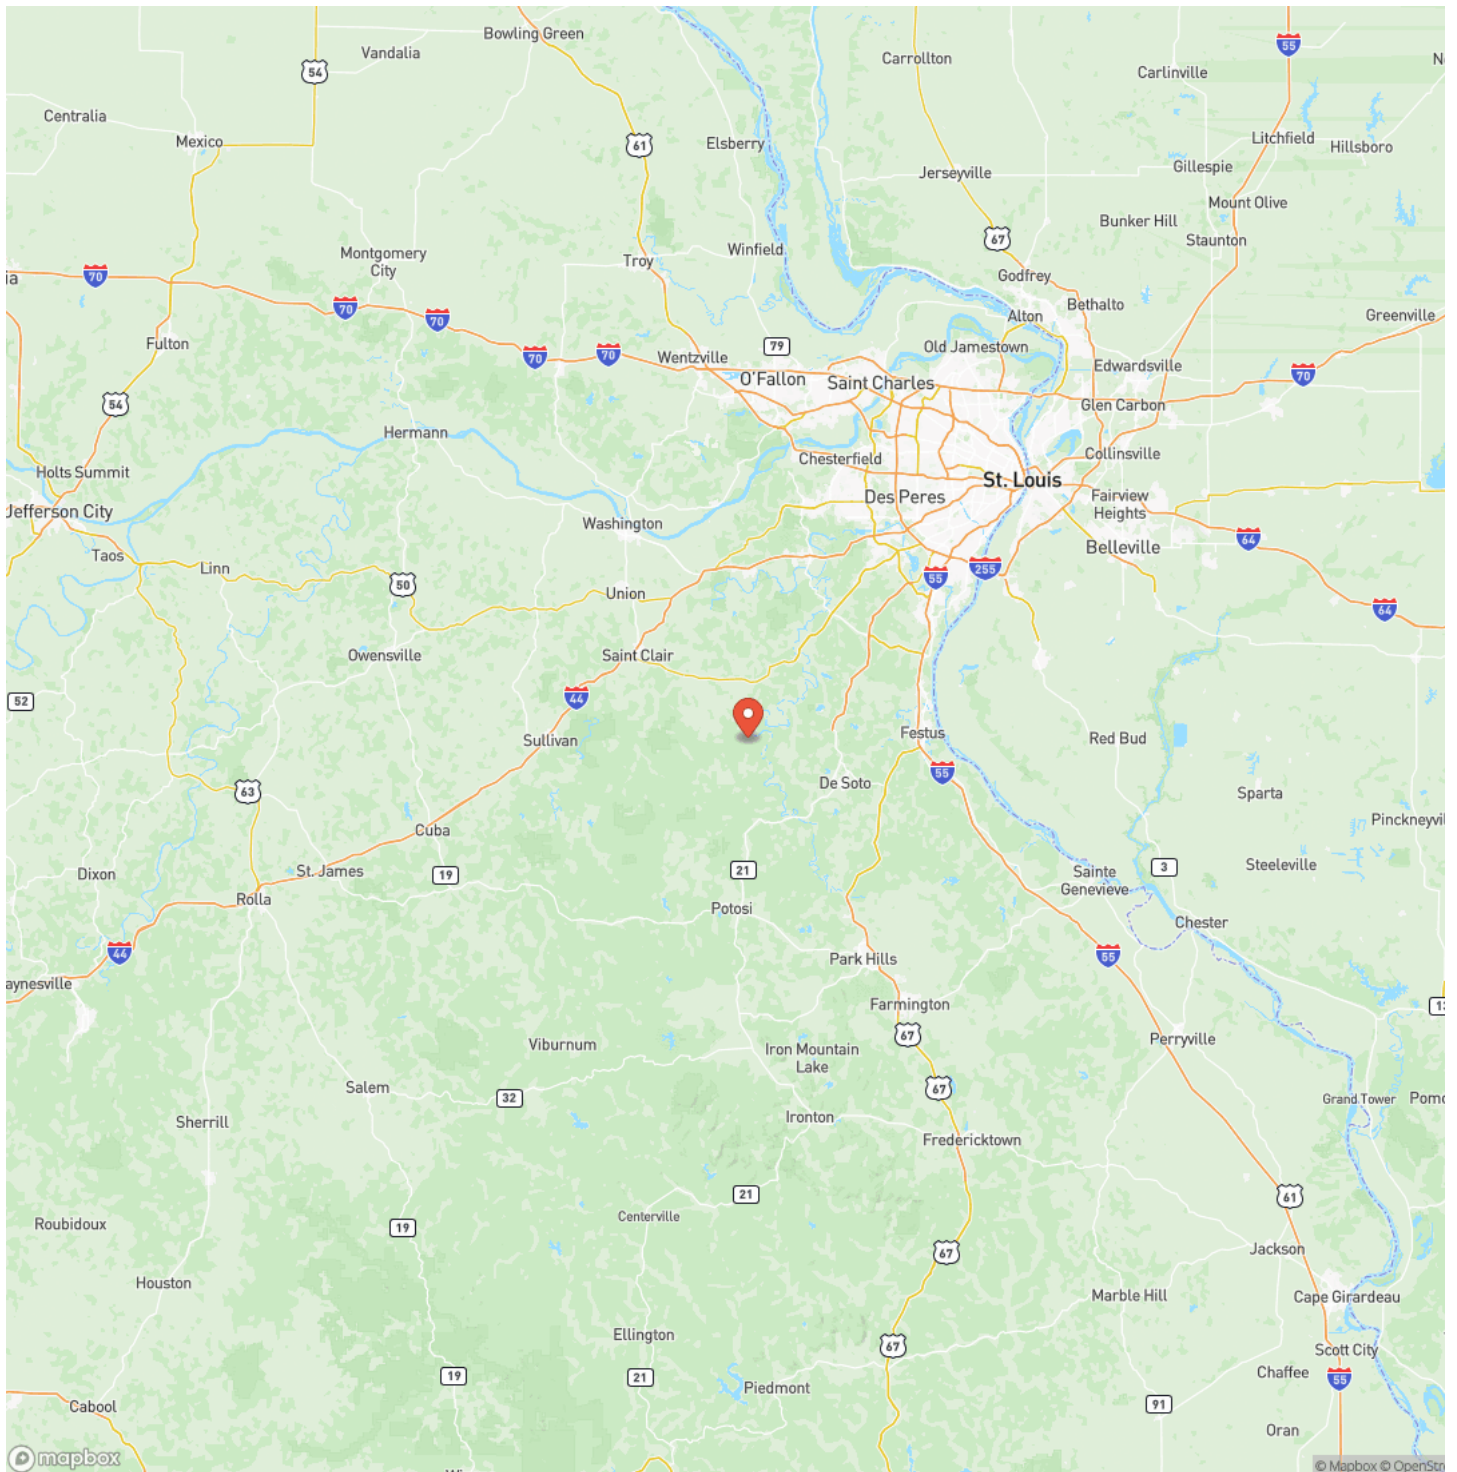 Bowling Green
Vandalia
54
Carrollton
55
Carlinville
Centralia
Mexico
61
Elsberry
Litchfield
Hillsboro
Gillespie
Jerseyville
Mount Olive
Bunker Hill
Staunton
67
Montgomery
City
Winfield
Troy
Godfrey
Bethalto
Alton
Greenville
70
70
70
70
70
70
79
Fulton
Wentzville
Old Jamestown
Edwardsville
O'Fallon
Saint Charles
54
Glen Carbon
Hermann
Chesterfield
Collinsville
Holts Summit
St. Louis
Des Peres
Fairview
Heights
Jefferson City
Washington
64
Belleville
Taos
Linn
50
55
255
Union
64
Owensville
Saint Clair
52
44
Sullivan
Festus
Red Bud
55
De Soto
63
Sparta
Pinckneyvil
Cuba
Dixon
St. James
19
21
Sainte
Genevieve
3
Steeleville
Rolla
Potosi
Chester
44
Park Hills
55
aynesville
Farmington
13
67
Viburnum
Iron Mountain
Lake
Perryville
Salem
32
67
Grand Tower
Pomo
Sherrill
Ironton
Fredericktown
21
61
Roubidoux
19
Centerville
67
Jackson
Houston
Marble Hill
Cape Girardeau
Ellington
67
Scott City
19
21
Piedmont
Chaffee
55
Cabool
91
Oran
mapbox
© Mapbox © OpenStre